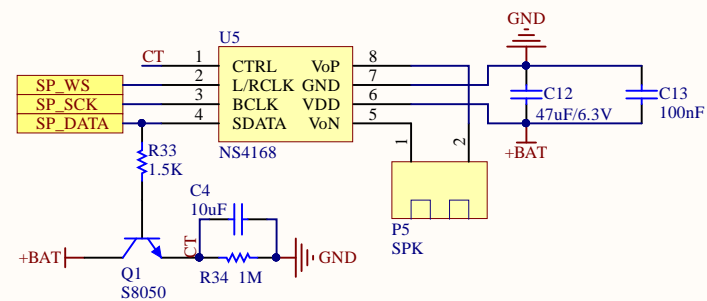 U5
GND
CT
1
CTRL
VoP
8
SP_WS
2
L/RCLK
GND
7
SP_SCK
3
BCLK
VDD
6
SP_DATA
4
SDATA
VoN
5
NS4168
C12
47uF/6.3V
C13
100nF
+BAT
1
2
R33
1.5K
P5
SPK
C4
10uF
CT
+BAT
GND
Q1
S8050
R34 1M